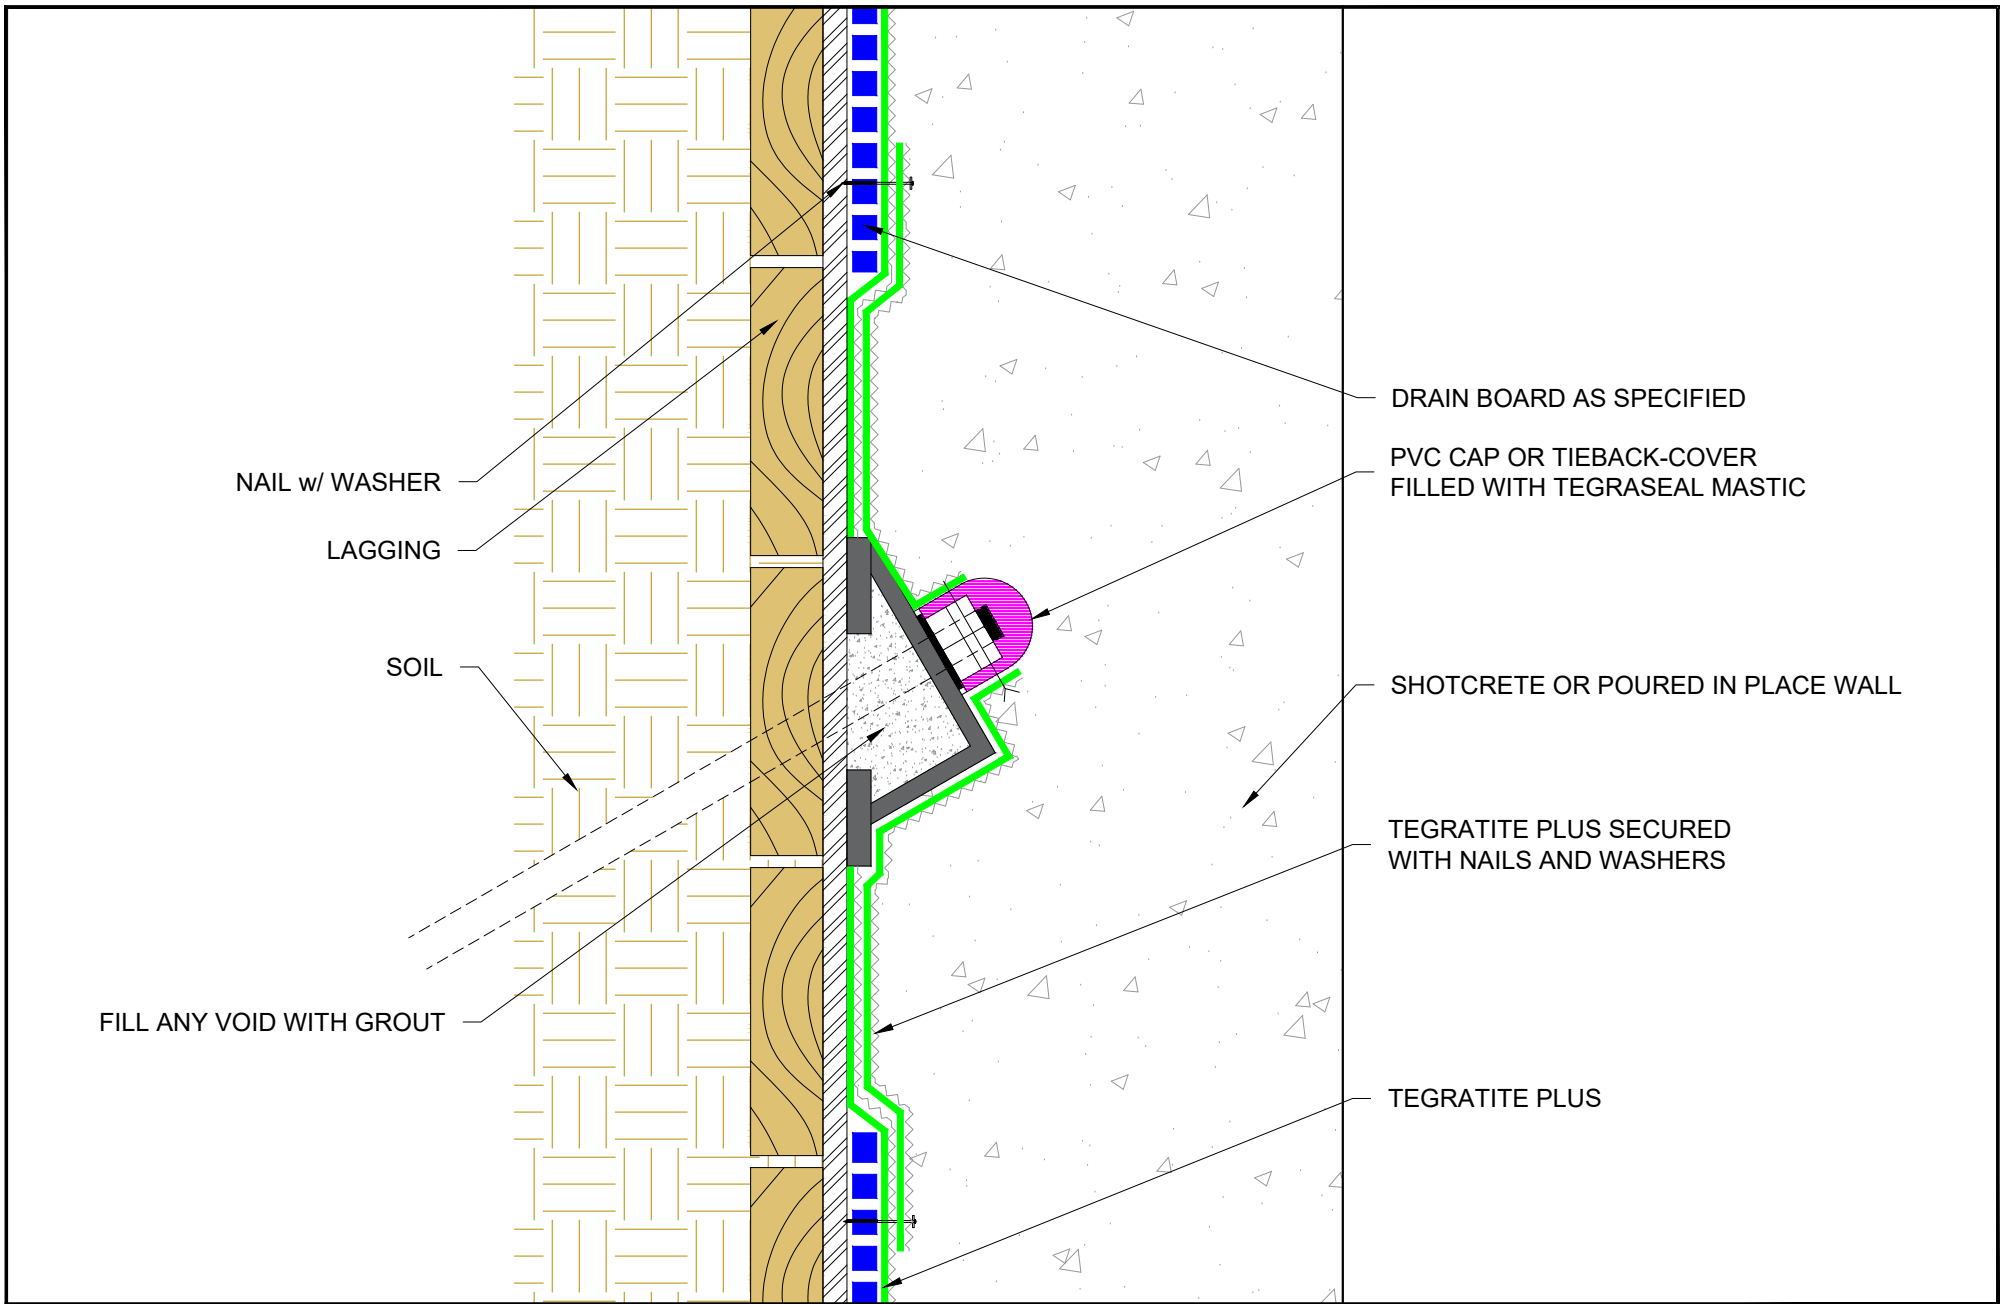 NAIL w/ WASHER
LAGGING
SOIL
FILL ANY VOID WITH GROUT
DRAIN BOARD AS SPECIFIED
PVC CAP OR TIEBACK-COVER
FILLED WITH TEGRASEAL MASTIC
SHOTCRETE OR POURED IN PLACE WALL
TEGRATITE PLUS SECURED
WITH NAILS AND WASHERS
TEGRATITE PLUS